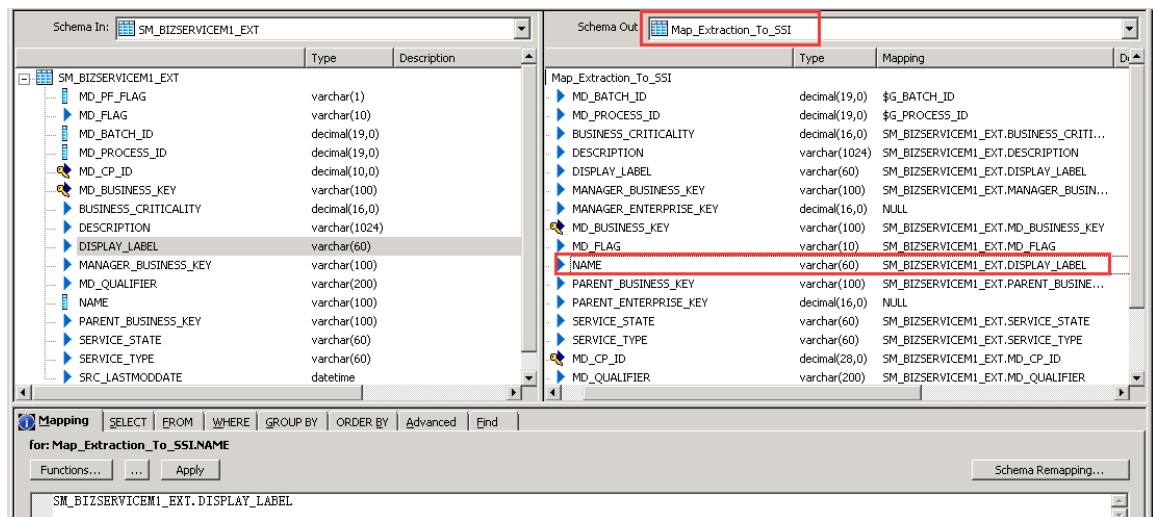 Schema In: SM_BIZSERVICEM1_EXT
Type Description
SM_BIZSERVICEM1_EXT
MD_PF_FLAG varchar(1)
MD_FLAG varchar(10)
MD_BATCH_ID decimal(19,0)
MD_PROCESS_ID decimal(19,0)
MD_CP_ID decimal(10,0)
MD_BUSINESS_KEY varchar(100)
BUSINESS_CRITICALITY decimal(16,0)
DESCRIPTION varchar(1024)
DISPLAY_LABEL varchar(60)
MANAGER_BUSINESS_KEY varchar(100)
MD_QUALIFIER varchar(200)
NAME varchar(100)
PARENT_BUSINESS_KEY varchar(100)
SERVICE_STATE varchar(60)
SERVICE_TYPE varchar(60)
SRC_LASTMODDATE datetime
Schema Out Map_Extraction_To_SSI
Type Mapping
Map_Extraction_To_SSI
MD_BATCH_ID decimal(19,0) $G_BATCH_ID
MD_PROCESS_ID decimal(19,0) $G_PROCESS_ID
BUSINESS_CRITICALITY decimal(16,0) SM_BIZSERVICEM1_EXT.BUSINESS_CRITI...
DESCRIPTION varchar(1024) SM_BIZSERVICEM1_EXT.DESCRIPTION
DISPLAY_LABEL varchar(60) SM_BIZSERVICEM1_EXT.DISPLAY_LABEL
MANAGER_BUSINESS_KEY varchar(100) SM_BIZSERVICEM1_EXT.MANAGER_BUSIN...
MANAGER_ENTERPRISE_KEY decimal(16,0) NULL
MD_BUSINESS_KEY varchar(100) SM_BIZSERVICEM1_EXT.MD_BUSINESS_KEY
MD_FLAG varchar(10) SM_BIZSERVICEM1_EXT.MD_FLAG
NAME varchar(60) SM_BIZSERVICEM1_EXT.DISPLAY_LABEL
PARENT_BUSINESS_KEY varchar(100) SM_BIZSERVICEM1_EXT.PARENT_BUSINE...
PARENT_ENTERPRISE_KEY decimal(16,0) NULL
SERVICE_STATE varchar(60) SM_BIZSERVICEM1_EXT.SERVICE_STATE
SERVICE_TYPE varchar(60) SM_BIZSERVICEM1_EXT.SERVICE_TYPE
MD_CP_ID decimal(28,0) SM_BIZSERVICEM1_EXT.MD_CP_ID
MD_QUALIFIER varchar(200) SM_BIZSERVICEM1_EXT.MD_QUALIFIER
Mapping SELECT FROM WHERE GROUP BY ORDER BY Advanced Find
for: Map_Extraction_To_SSI.NAME
Functions... ... Apply Schema Remapping...
SM_BIZSERVICEM1_EXT.DISPLAY_LABEL